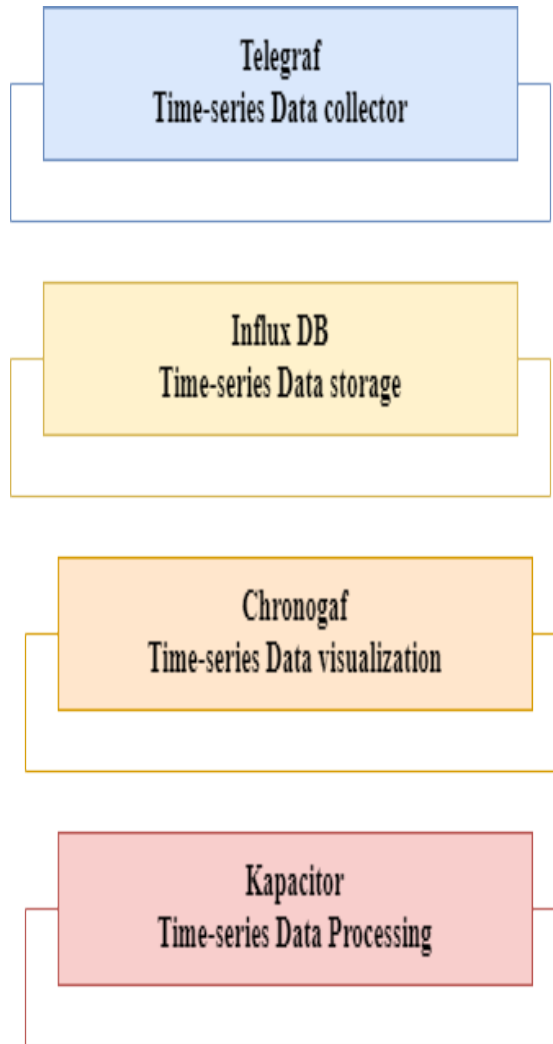 Telegraf
Time-series Data collector
Influx DB
Time-series Data storage
Chronogaf
Time-series Data visualization
Kapacitor
Time-series Data Processing